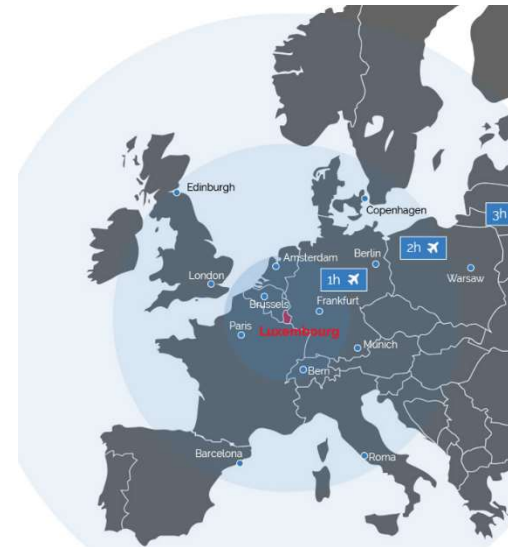 Edinburgh
Copenhagen
3h
2h
Amsterdam
Berlin
1h
Warsaw
London
Brussels
Frankfurt
Paris
Luxembourg
Munich
Bern
Barcelona
Roma